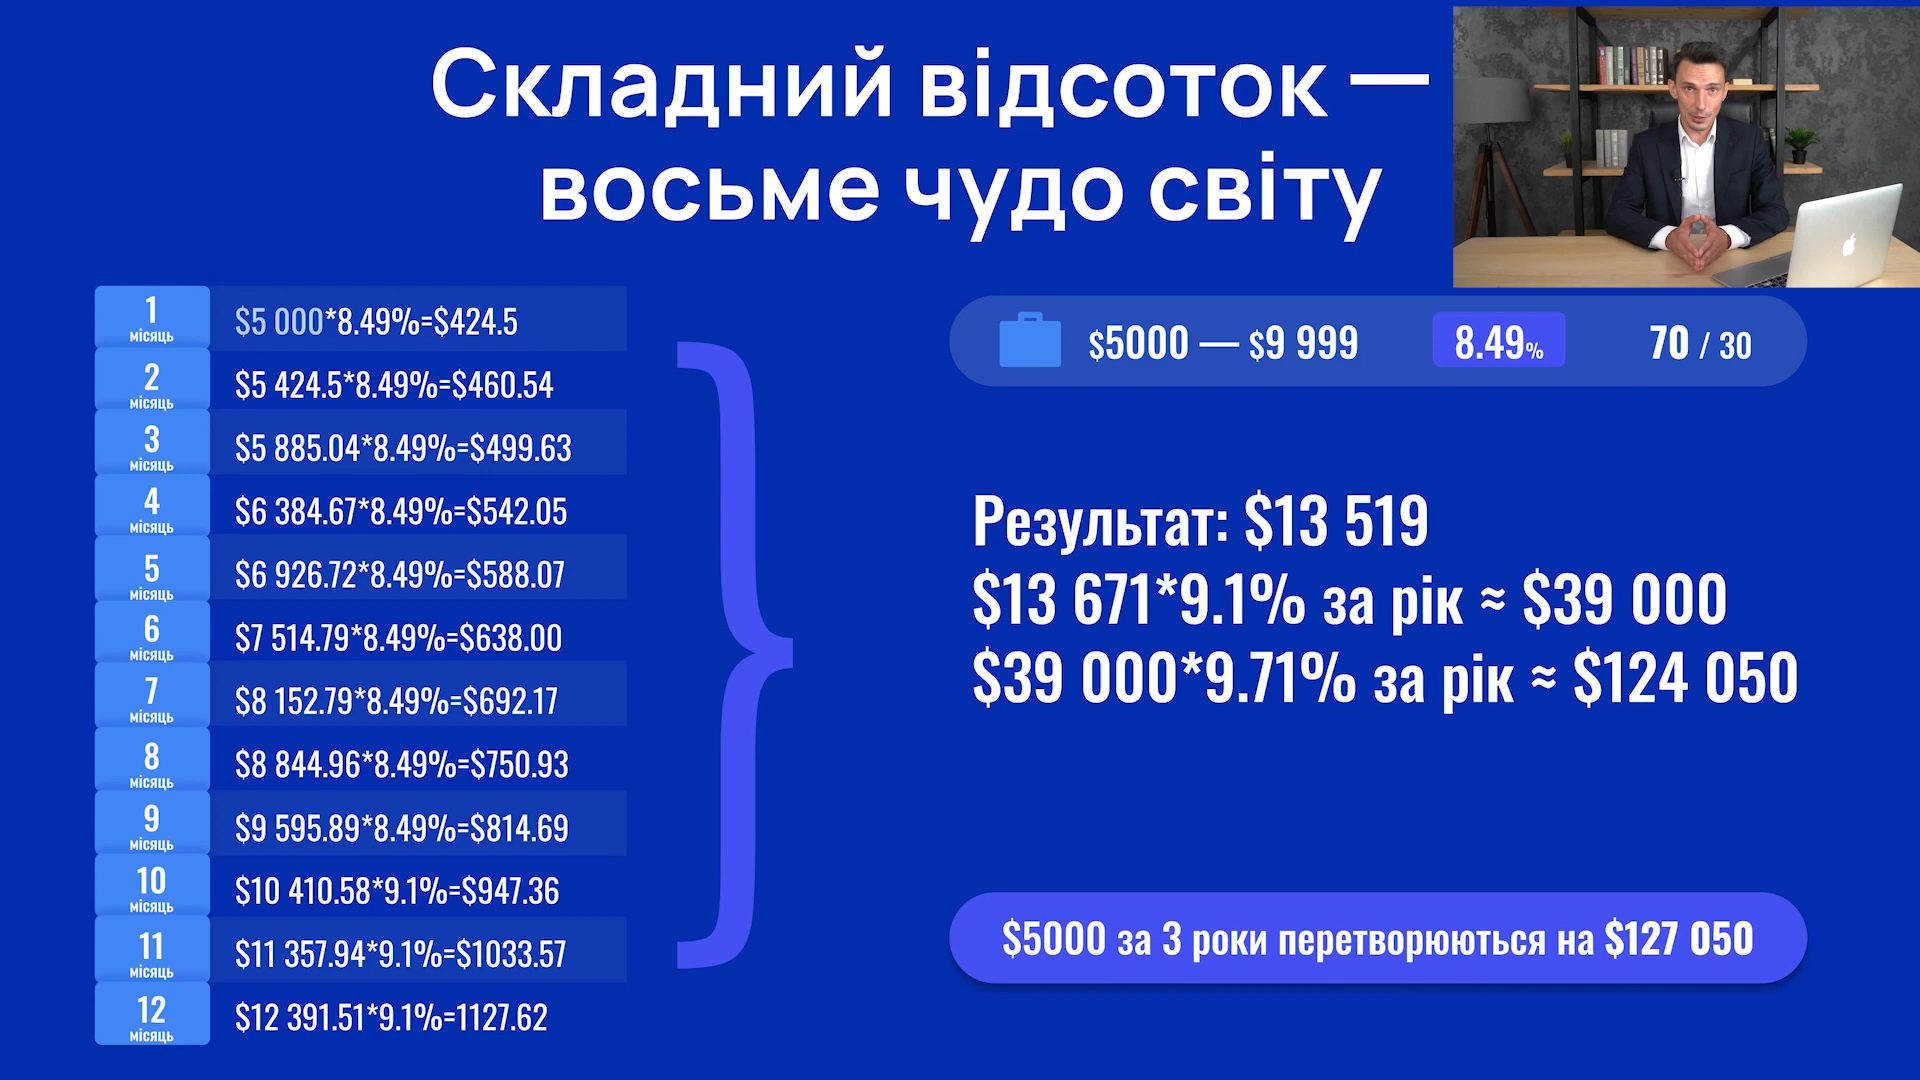 Складний відсоток —
восьме чудо світу
1
місяць
$5 000*8.49%=$424.5
2
місяць
$5 424.5*8.49%=$460.54
3
місяць
$5 885.04*8.49%=$499.63
4
місяць
$6 384.67*8.49%=$542.05
5
місяць
$6 926.72*8.49%=$588.07
6
місяць
$7 514.79*8.49%=$638.00
7
місяць
$8 152.79*8.49%=$692.17
8
місяць
$8 844.96*8.49%=$750.93
9
місяць
$9 595.89*8.49%=$814.69
10
місяць
$10 410.58*9.1%=$947.36
11
місяць
$11 357.94*9.1%=$1033.57
12
місяць
$12 391.51*9.1%=1127.62
$5000 — $9 999 8.49% 70 / 30
Результат: $13 519
$13 671*9.1% за рік ≈ $39 000
$39 000*9.71% за рік ≈ $124 050
$5000 за 3 роки перетворюються на $127 050